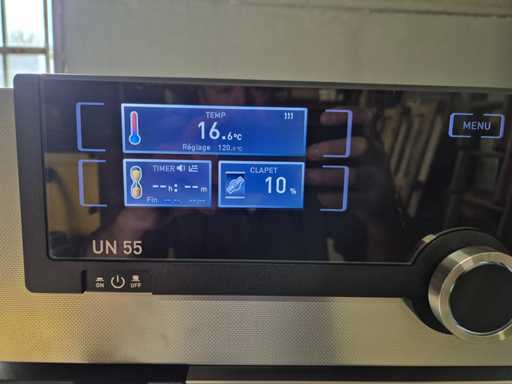 TEMP
16.6°C
Réglage 120.0°C
TIMER
--h:--m
Fin --.-- --:--
CLAPET
10 %
MENU
UN 55
ON OFF